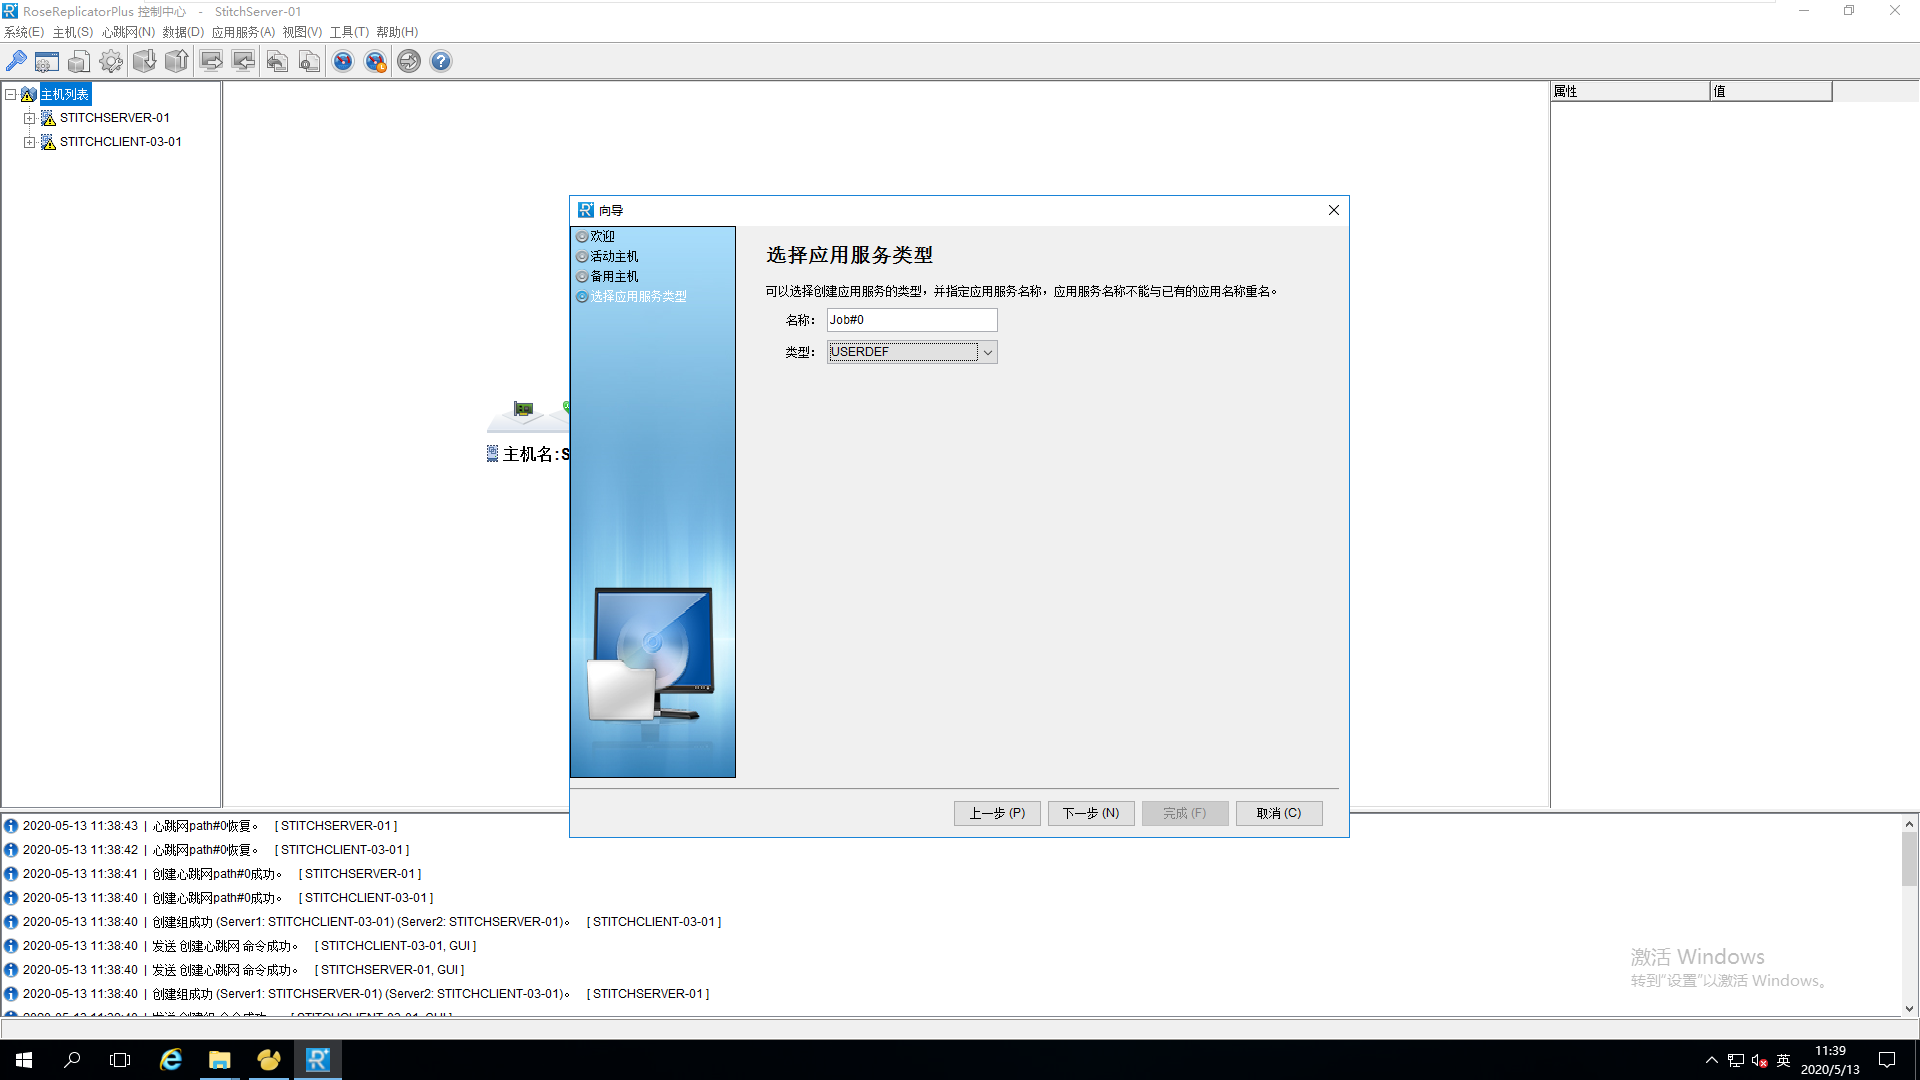 RoseReplicatorPlus 控制中心 - StitchServer-01
系统(E) 主机(S) 心跳网(N) 数据(D) 应用服务(A) 视图(V) 工具(T) 帮助(H)
主机列表
STITCHSERVER-01
STITCHCLIENT-03-01
属性 值
主机名:S
向导
欢迎
活动主机
备用主机
选择应用服务类型
选择应用服务类型
可以选择创建应用服务的类型，并指定应用服务名称，应用服务名称不能与已有的应用名称重名。
名称： Job#0
类型： USERDEF
上一步 (P) 下一步 (N) 完成 (F) 取消 (C)
2020-05-13 11:38:43 | 心跳网path#0恢复。 [ STITCHSERVER-01 ]
2020-05-13 11:38:42 | 心跳网path#0恢复。 [ STITCHCLIENT-03-01 ]
2020-05-13 11:38:41 | 创建心跳网path#0成功。 [ STITCHSERVER-01 ]
2020-05-13 11:38:40 | 创建心跳网path#0成功。 [ STITCHCLIENT-03-01 ]
2020-05-13 11:38:40 | 创建组成功 (Server1: STITCHCLIENT-03-01) (Server2: STITCHSERVER-01)。 [ STITCHCLIENT-03-01 ]
2020-05-13 11:38:40 | 发送 创建心跳网 命令成功。 [ STITCHCLIENT-03-01, GUI ]
2020-05-13 11:38:40 | 发送 创建心跳网 命令成功。 [ STITCHSERVER-01, GUI ]
2020-05-13 11:38:40 | 创建组成功 (Server1: STITCHSERVER-01) (Server2: STITCHCLIENT-03-01)。 [ STITCHSERVER-01 ]
激活 Windows
转到“设置”以激活 Windows。
英
11:39
2020/5/13